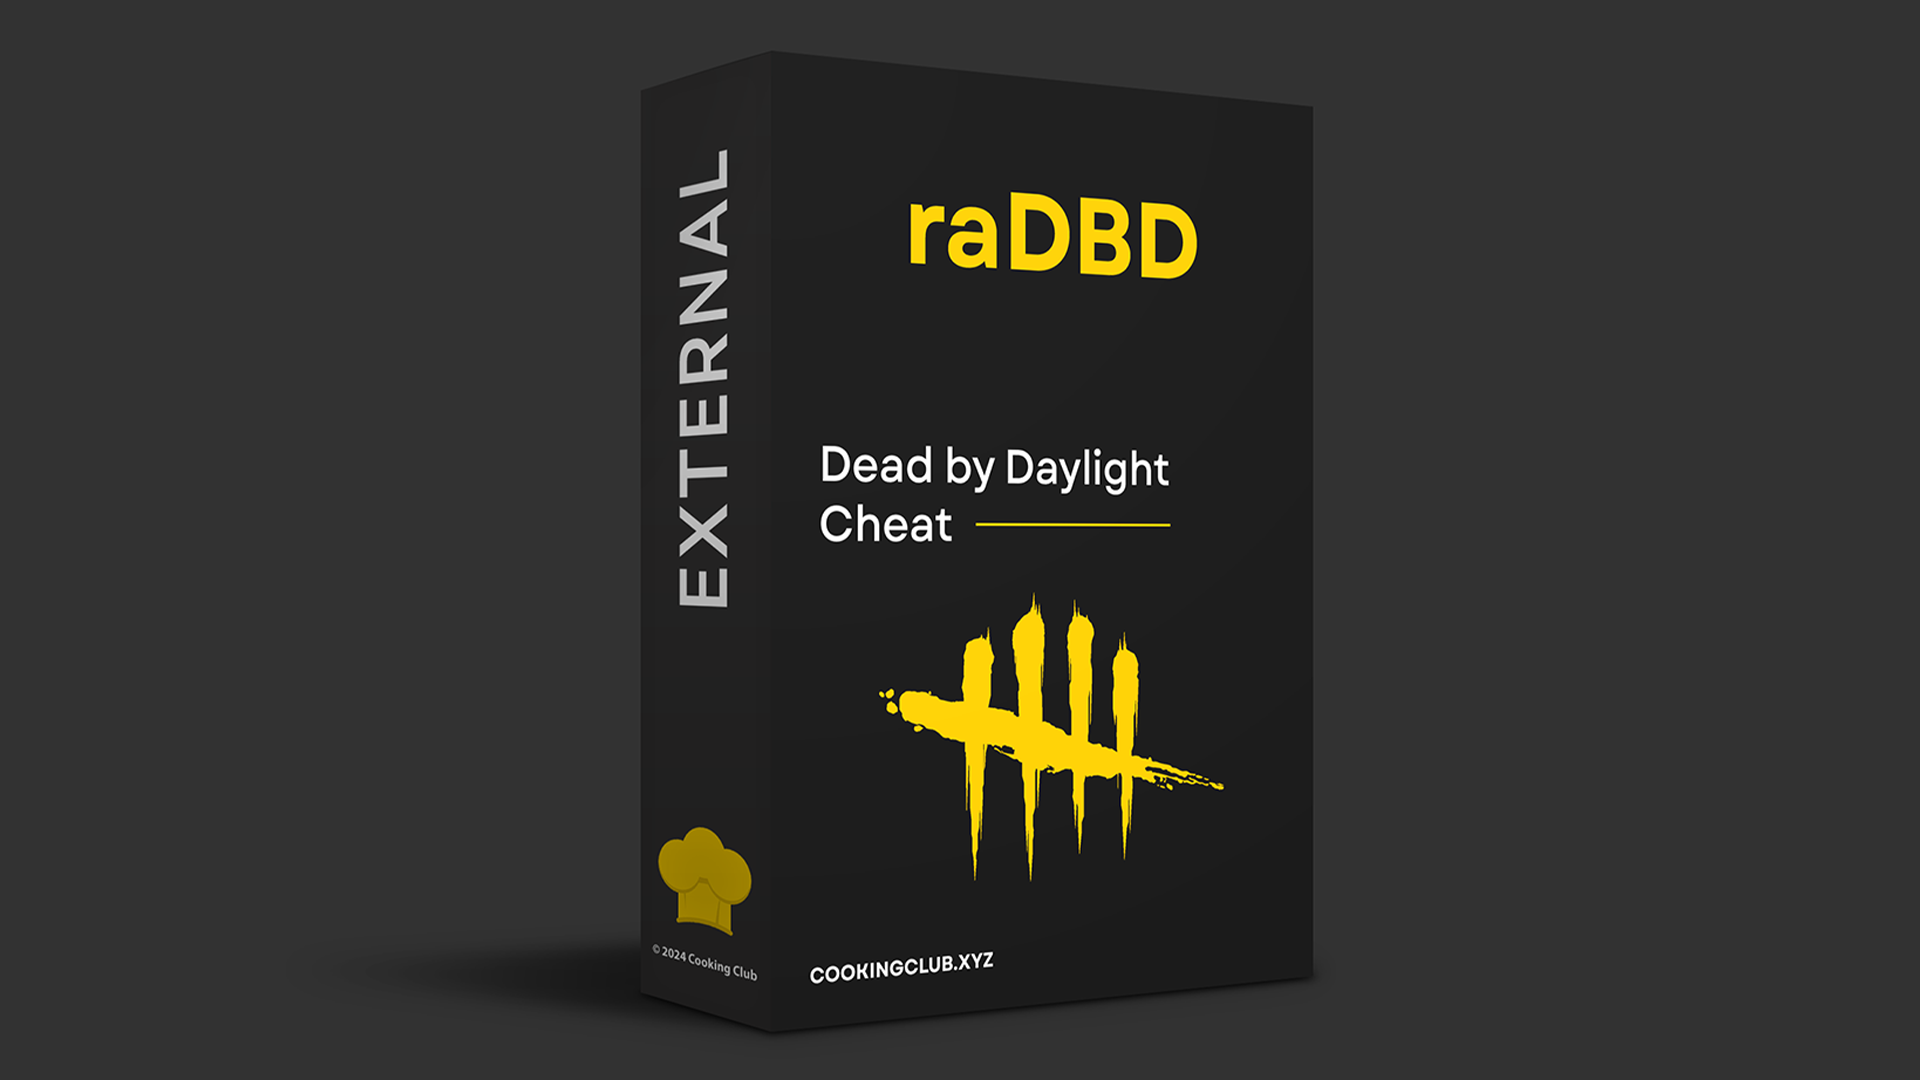 EXTERNAL
© 2024 Cooking Club
raDBD
Dead by Daylight
Cheat
COOKINGCLUB.XYZ